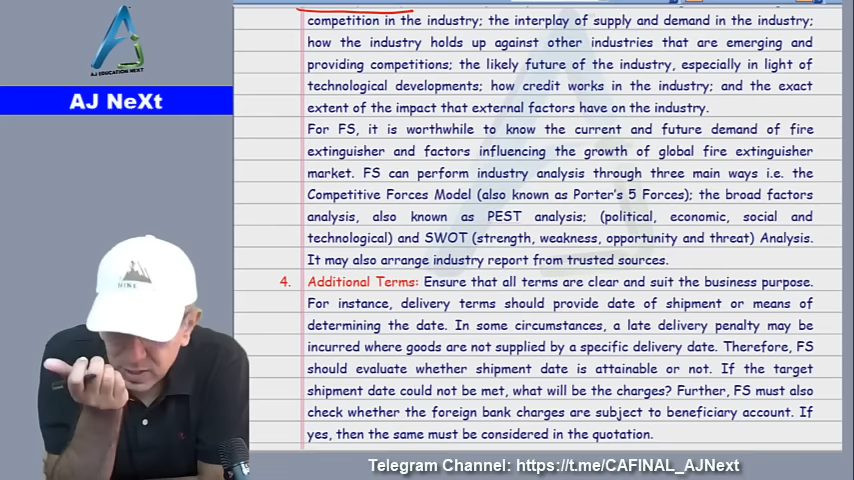 AJ EDUCATION NEXT
AJ NeXt
competition in the industry; the interplay of supply and demand in the industry;
how the industry holds up against other industries that are emerging and
providing competitions; the likely future of the industry, especially in light of
technological developments; how credit works in the industry; and the exact
extent of the impact that external factors have on the industry.
For FS, it is worthwhile to know the current and future demand of fire
extinguisher and factors influencing the growth of global fire extinguisher
market. FS can perform industry analysis through three main ways i.e. the
Competitive Forces Model (also known as Porter's 5 Forces); the broad factors
analysis, also known as PEST analysis; (political, economic, social and
technological) and SWOT (strength, weakness, opportunity and threat) Analysis.
It may also arrange industry report from trusted sources.
4. Additional Terms: Ensure that all terms are clear and suit the business purpose.
For instance, delivery terms should provide date of shipment or means of
determining the date. In some circumstances, a late delivery penalty may be
incurred where goods are not supplied by a specific delivery date. Therefore, FS
should evaluate whether shipment date is attainable or not. If the target
shipment date could not be met, what will be the charges? Further, FS must also
check whether the foreign bank charges are subject to beneficiary account. If
yes, then the same must be considered in the quotation.
Telegram Channel: https://t.me/CAFINAL_AJNext